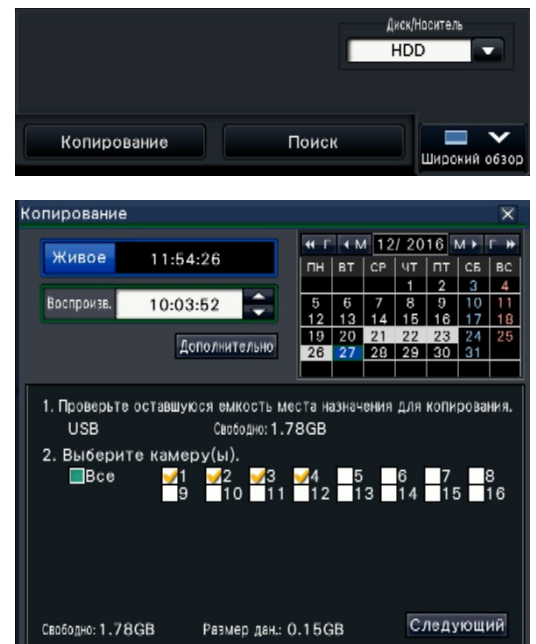 Диск/Носитель
HDD
Копирование
Поиск
Широкий обзор
Копирование
Живое 11:54:26
Воспроизв. 10:03:52
Дополнительно
Г М 12/ 2016 М Г
ПН ВТ СР ЧТ ПТ СБ ВС
1 2 3 4
5 6 7 8 9 10 11
12 13 14 15 16 17 18
19 20 21 22 23 24 25
26 27 28 29 30 31
1. Проверьте оставшуюся емкость места назначения для копирования.
USB Свободно: 1.78GB
2. Выберите камеру(ы).
Все 1 2 3 4 5 6 7 8
9 10 11 12 13 14 15 16
Свободно: 1.78GB Размер дан.: 0.15GB Следующий